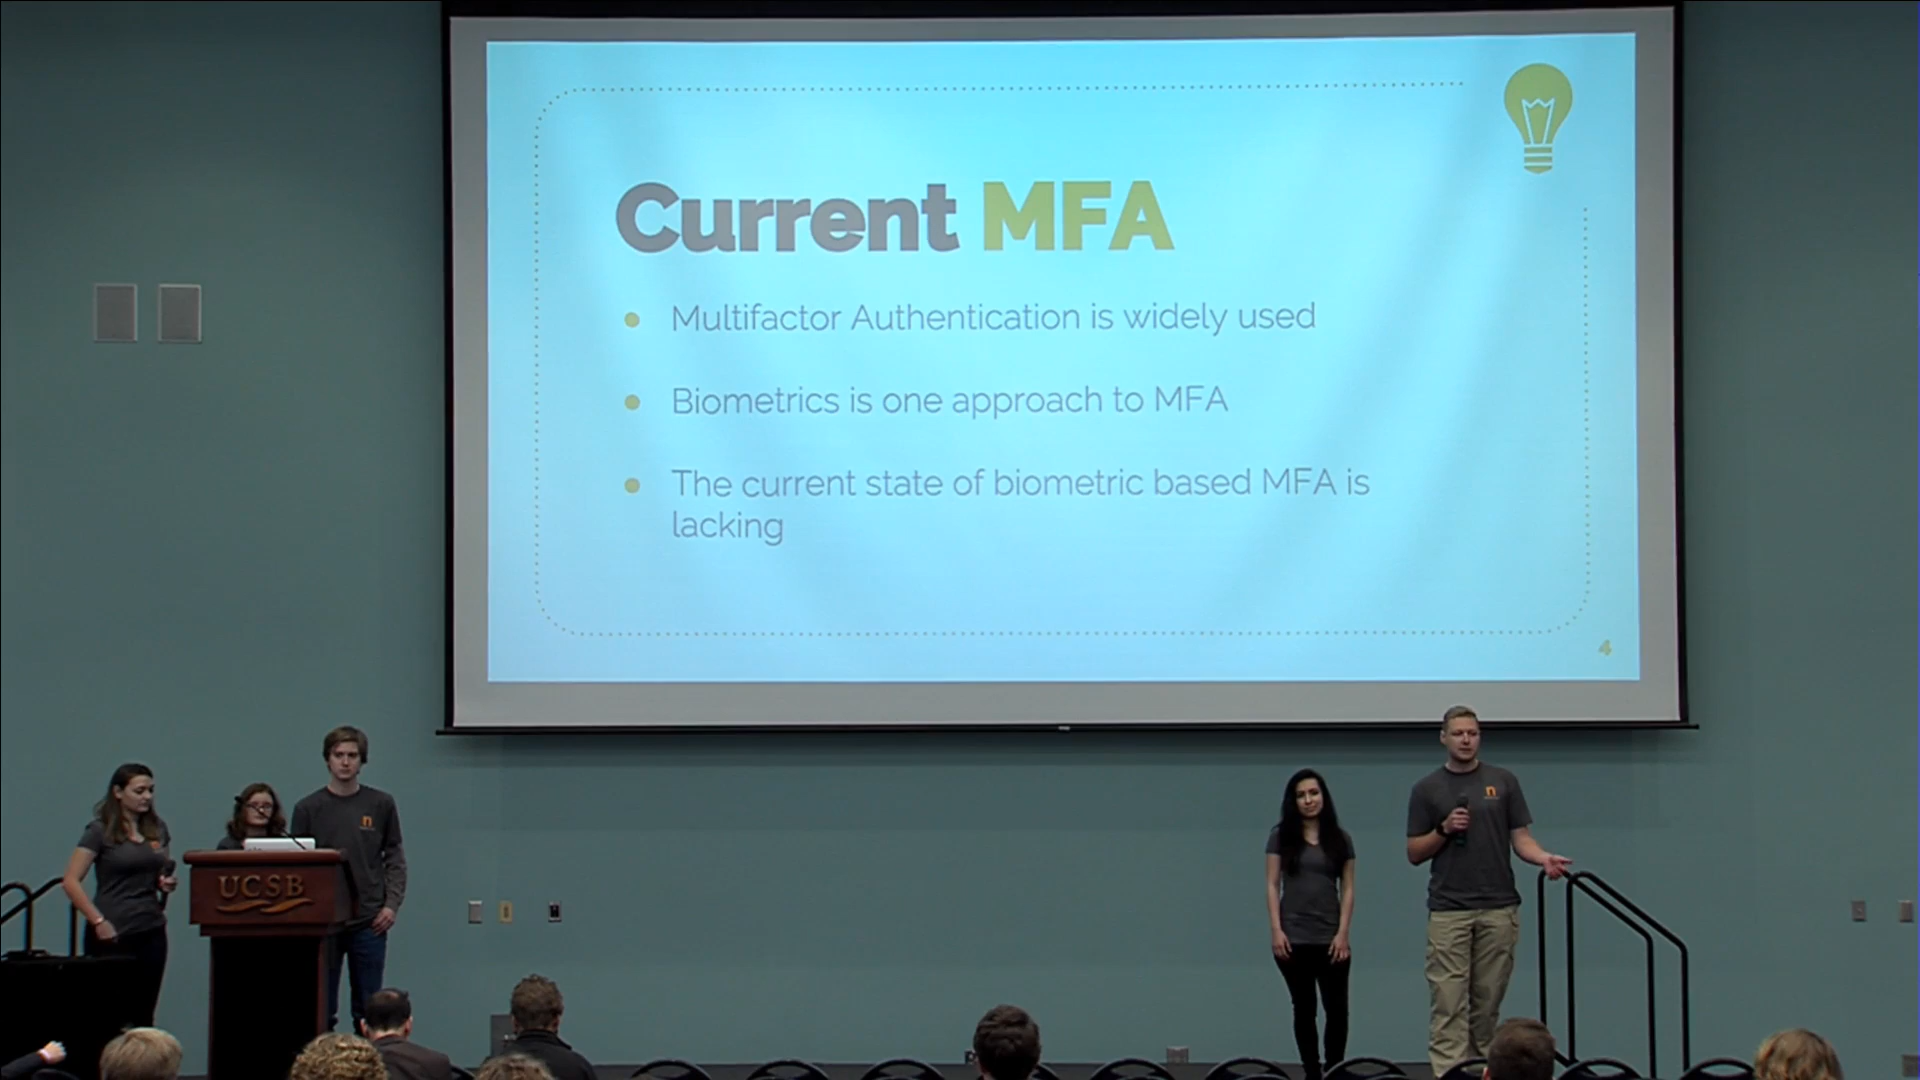 Current MFA
Multifactor Authentication is widely used
Biometrics is one approach to MFA
The current state of biometric based MFA is
lacking
4
n
n
UCSB